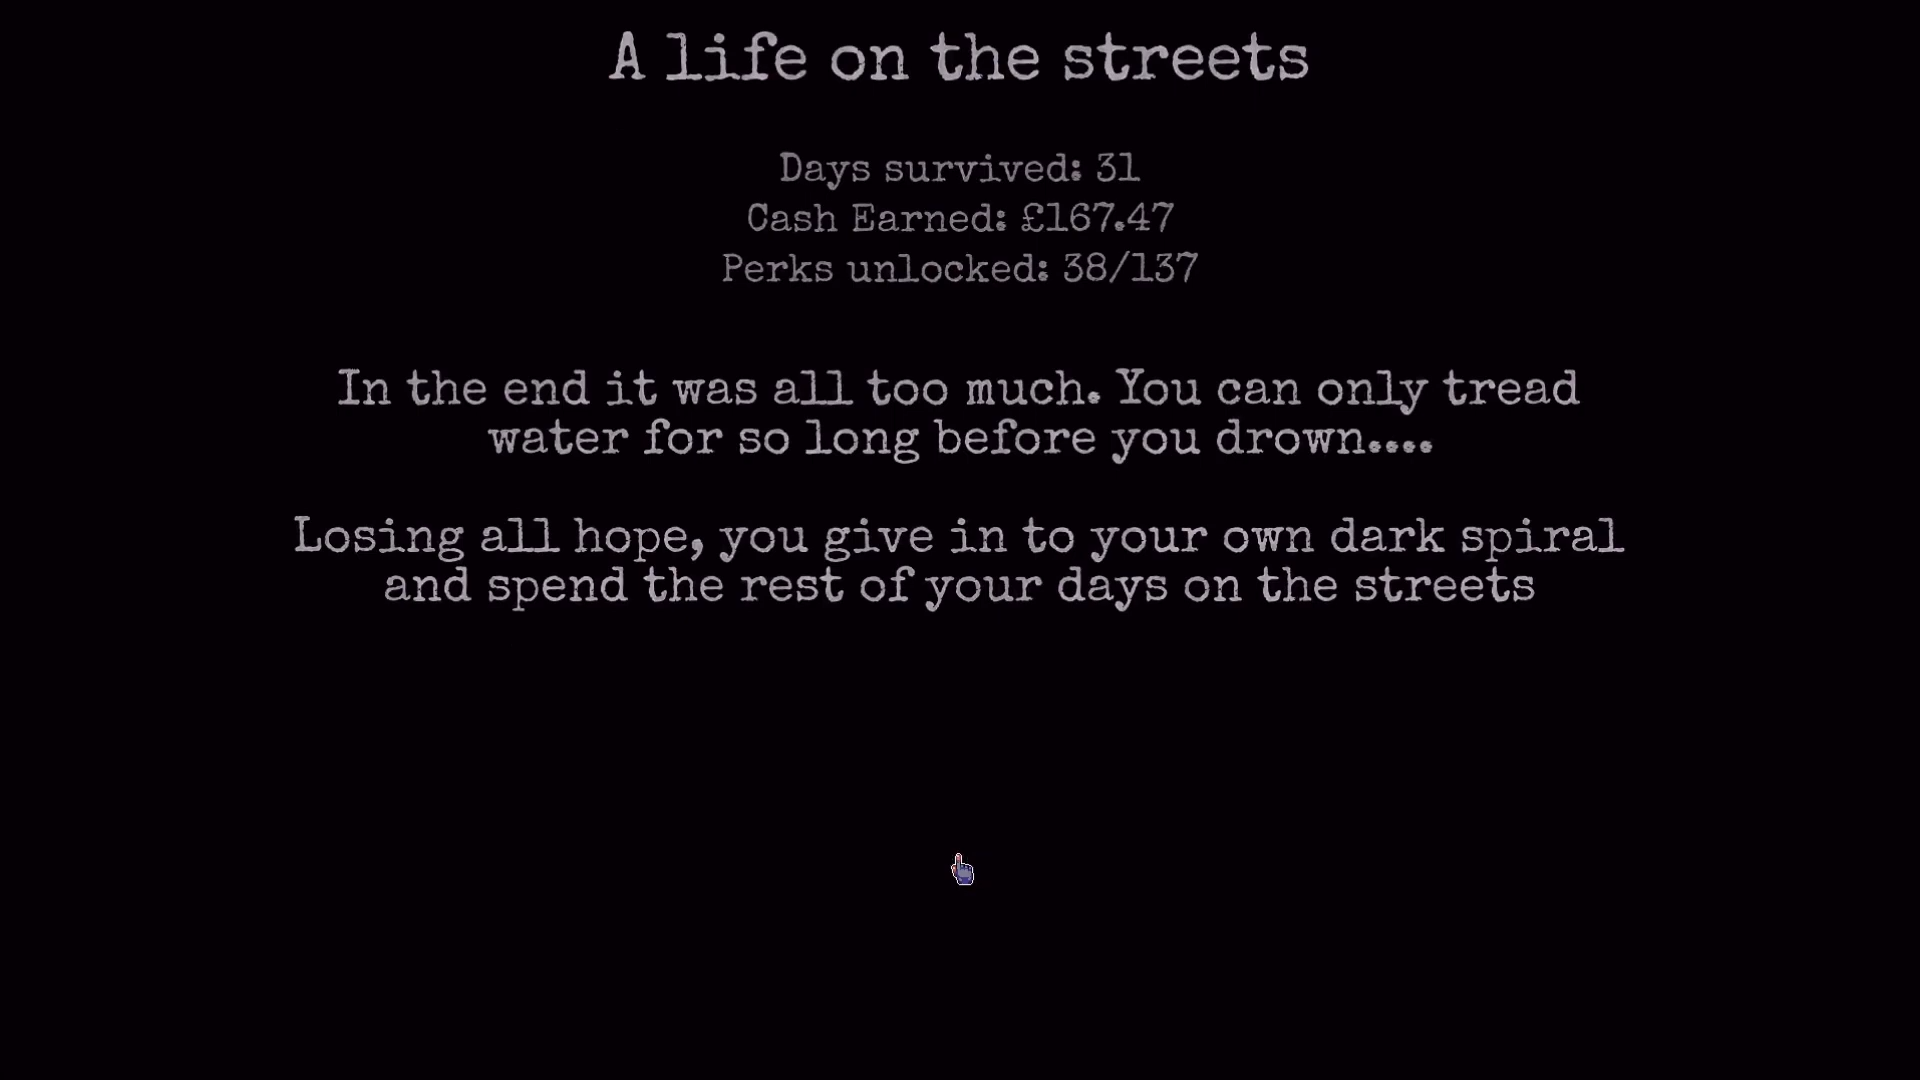 A life on the streets
Days survived: 31
Cash Earned: £167.47
Perks unlocked: 38/137
In the end it was all too much. You can only tread
water for so long before you drown....
Losing all hope, you give in to your own dark spiral
and spend the rest of your days on the streets